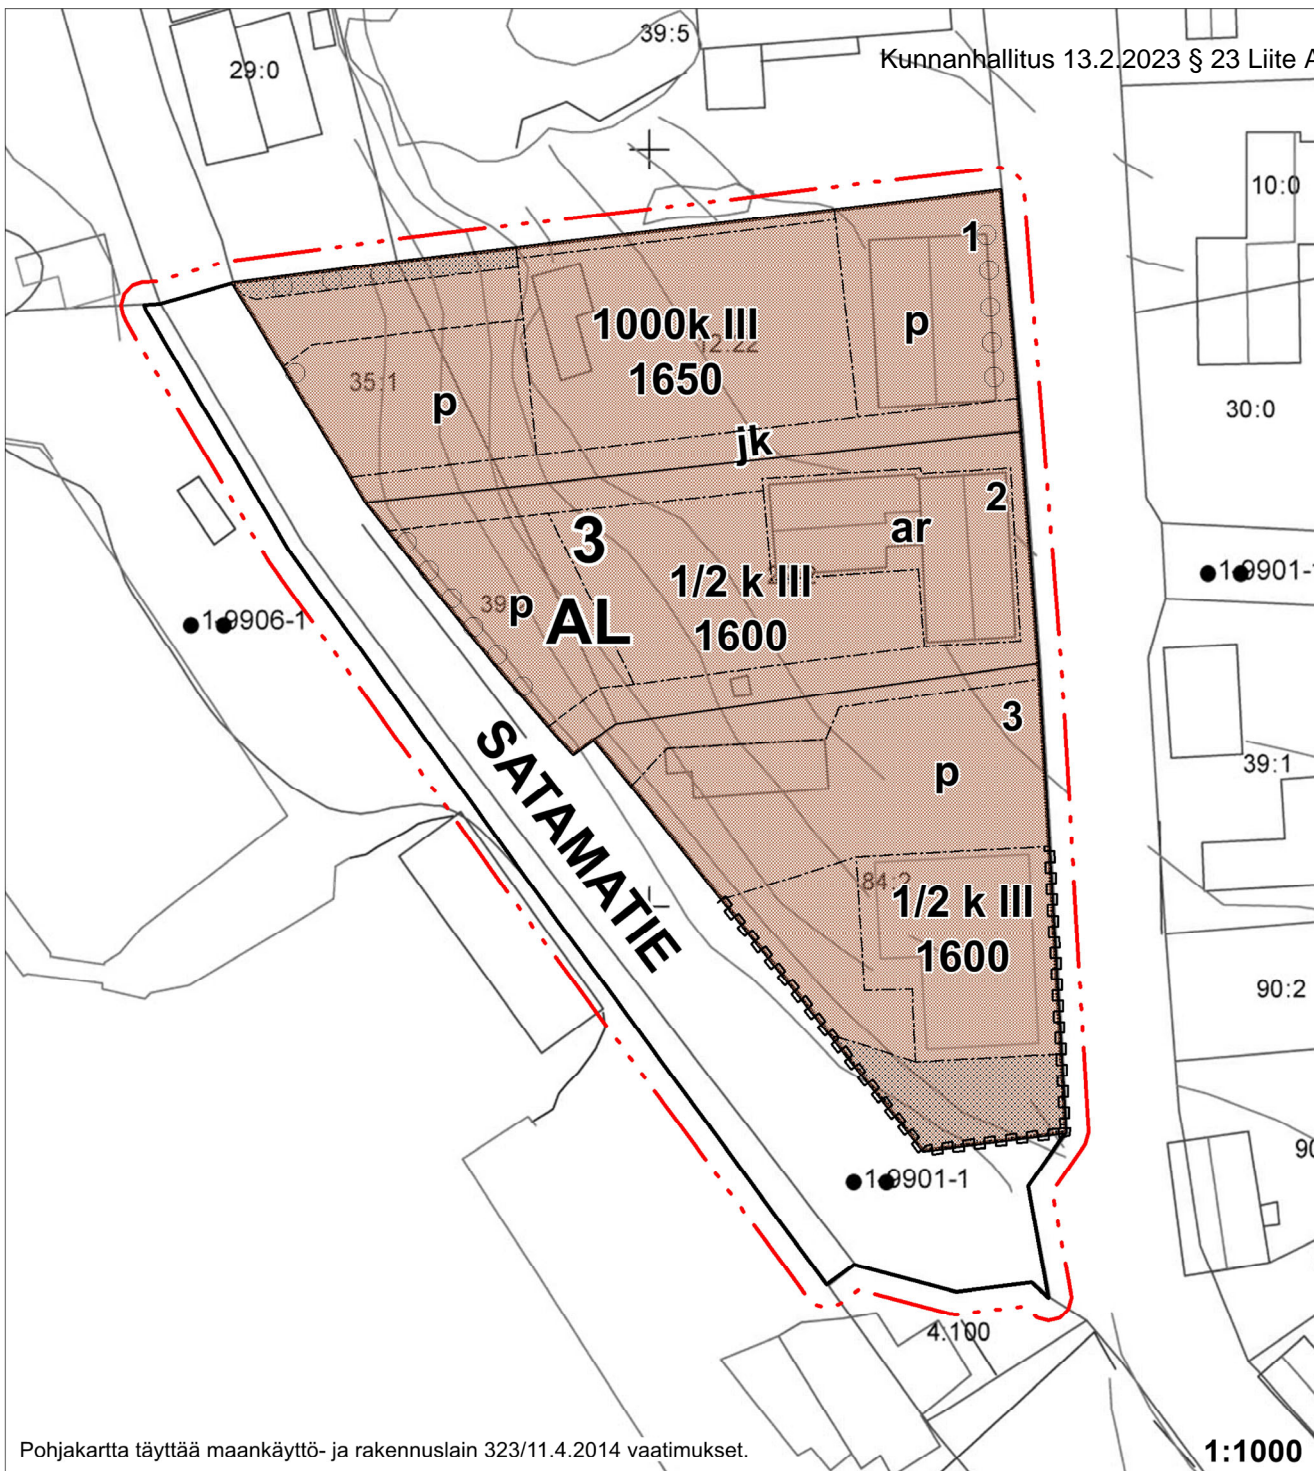 39:5
Kunnanhallitus 13.2.2023 § 23 Liite A
29:0
10:0
1
1000k III
p
12:22
1650
35:1
p
30:0
jk
2
3
ar
1/2 k III
1-9901-1
39
p
AL
1-9906-1
1600
3
SATAMATIE
p
39:1
84:2
1/2 k III
1600
90:2
90
1-9901-1
4:100
Pohjakartta täyttää maankäyttö- ja rakennuslain 323/11.4.2014 vaatimukset.
1:1000